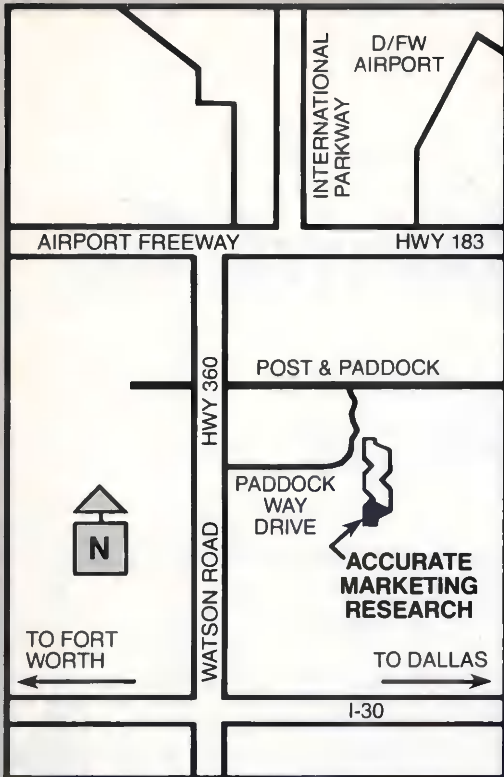 D/FW
AIRPORT
INTERNATIONAL
PARKWAY
AIRPORT FREEWAY
HWY 183
HWY 360
POST & PADDOCK
PADDOCK
WAY
DRIVE
N
WATSON ROAD
ACCURATE
MARKETING
RESEARCH
TO FORT
WORTH
TO DALLAS
I-30